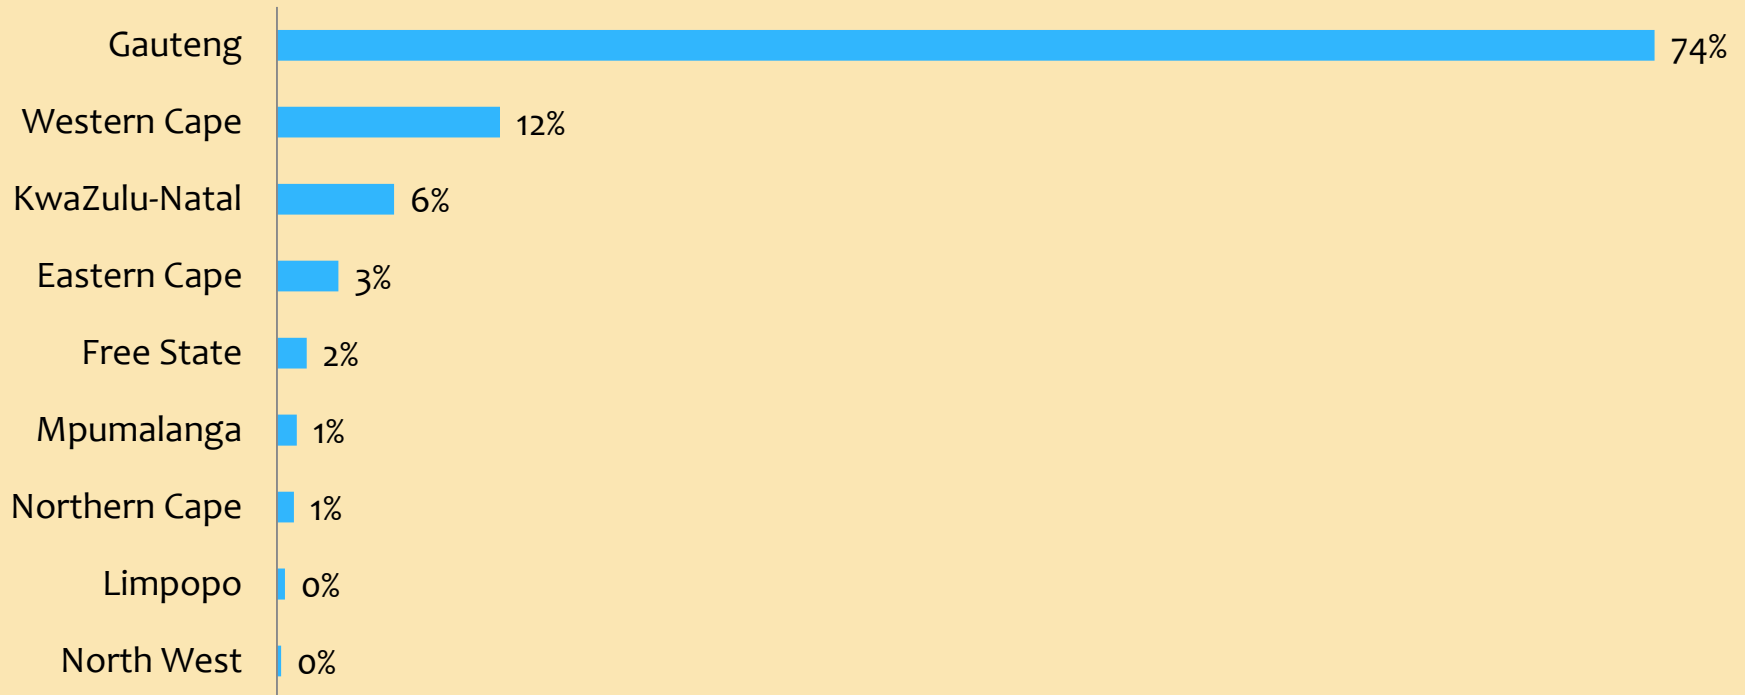 Gauteng 74%
Western Cape 12%
KwaZulu-Natal 6%
Eastern Cape 3%
Free State 2%
Mpumalanga 1%
Northern Cape 1%
Limpopo 0%
North West 0%